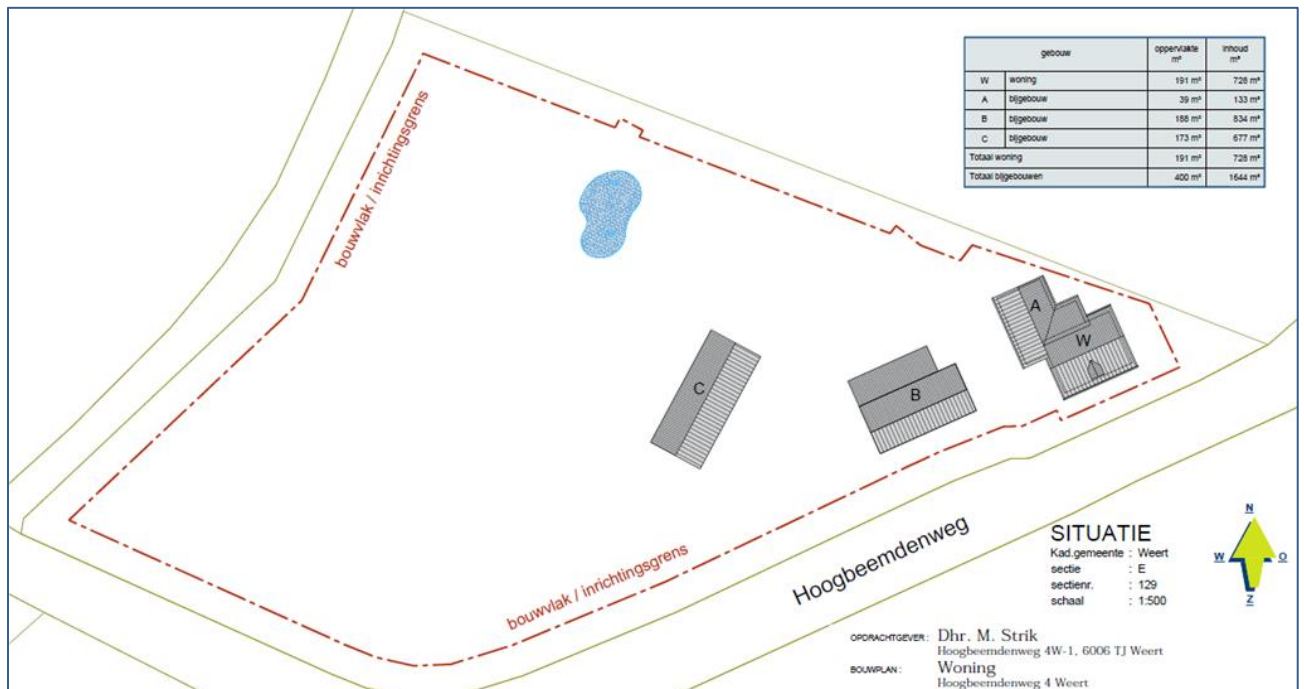 gebouw oppervlakte m² inhoud m³
W woning 191 m² 728 m³
A bijgebouw 39 m² 133 m³
B bijgebouw 188 m² 834 m³
C bijgebouw 173 m² 677 m³
Totaal woning 191 m² 728 m³
Totaal bijgebouwen 400 m² 1644 m³
bouwvlak / inrichtingsgrens
A
W
C
B
bouwvlak / inrichtingsgrens
Hoogbeemdenweg
SITUATIE
Kad.gemeente : Weert
sectie : E
sectienr. : 129
schaal : 1:500
N
W O
Z
OPDRACHTGEVER : Dhr. M. Strik
Hoogbeemdenweg 4W-1, 6006 TJ Weert
BOUWPLAN : Woning
Hoogbeemdenweg 4 Weert